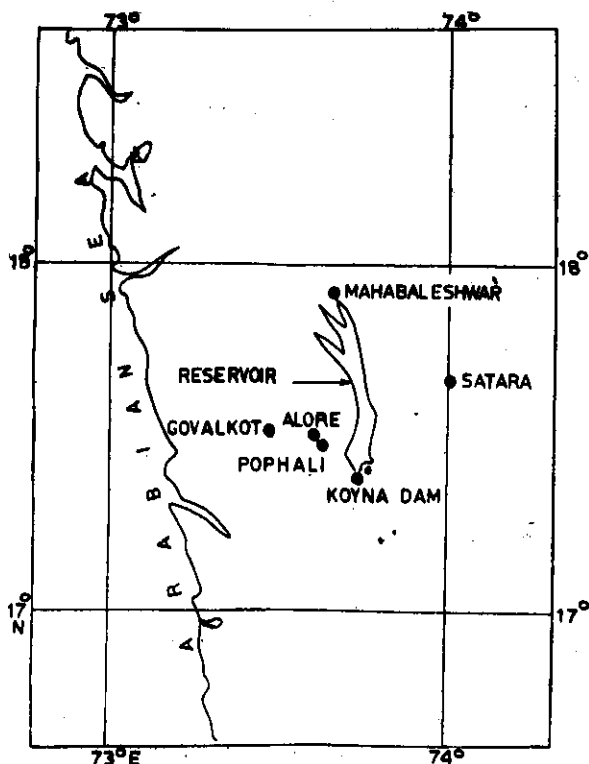 73° 74°
18° 18°
MAHABALESHWAR
RESERVOIR
SATARA
GOVALKOT ALORE
POPHALI
KOYNA DAM
ARABIAN SEA
17° 17°
N
73°E 74°